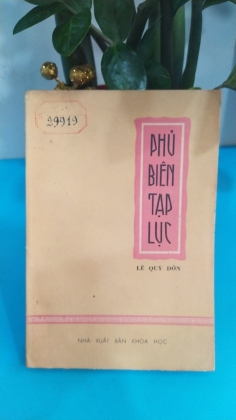 29919
PHỦ
BIÊN
TẠP
LỤC
LÊ QUÝ ĐÔN
NHÀ XUẤT BẢN KHOA HỌC